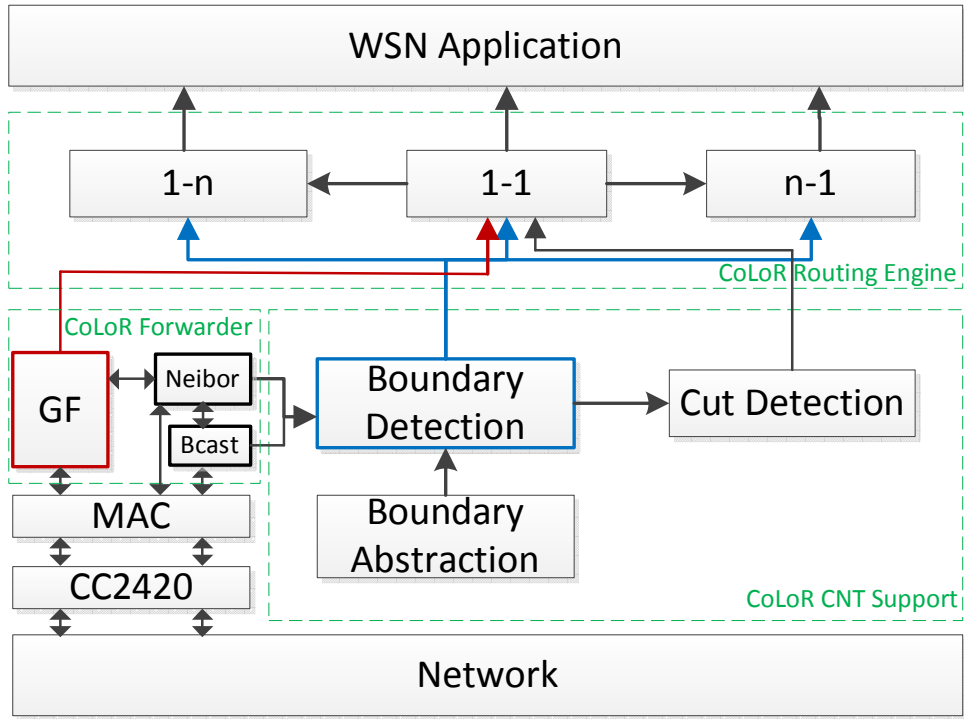 WSN Application
1-n
1-1
n-1
CoLoR Routing Engine
CoLoR Forwarder
GF
Neibor
Bcast
Boundary
Detection
Cut Detection
MAC
Boundary
Abstraction
CC2420
CoLoR CNT Support
Network